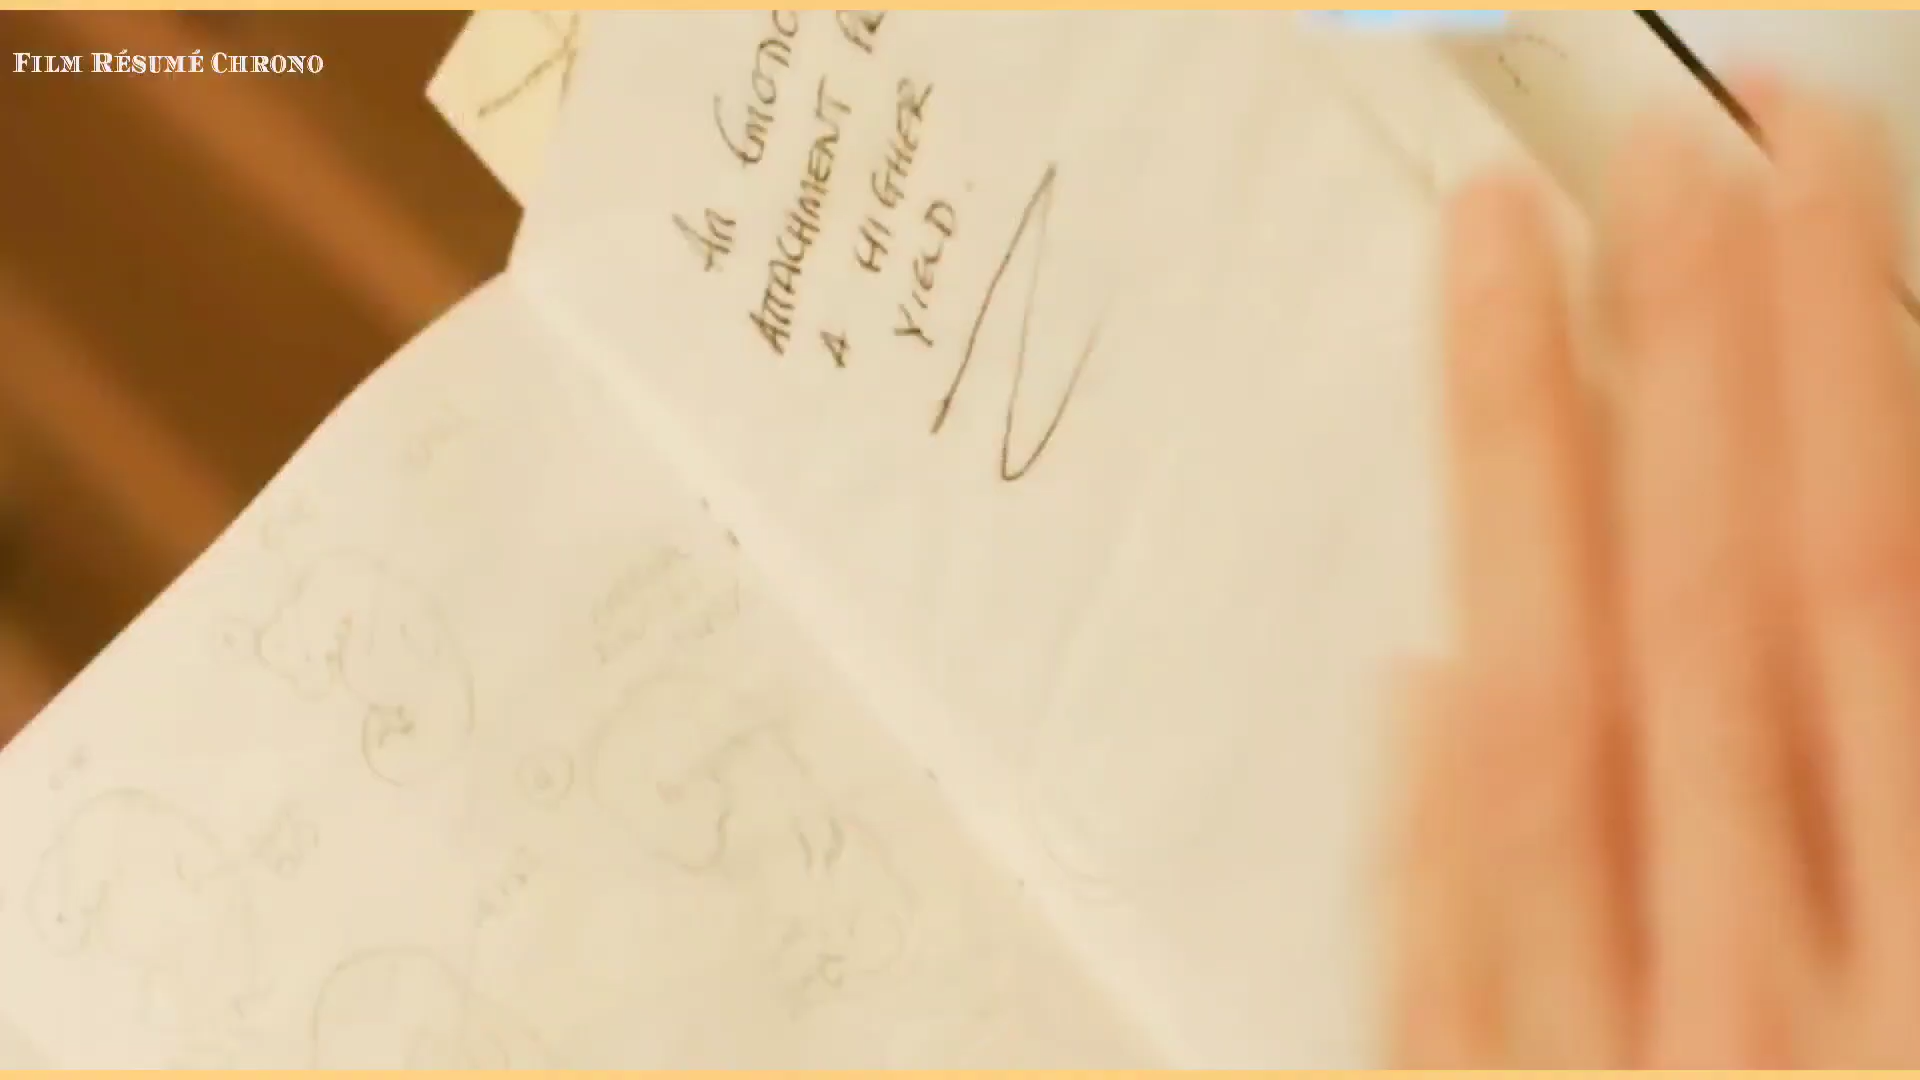 FILM RÉSUMÉ CHRONO
An
ATTACHMENT
A HIGHER
YIELD.